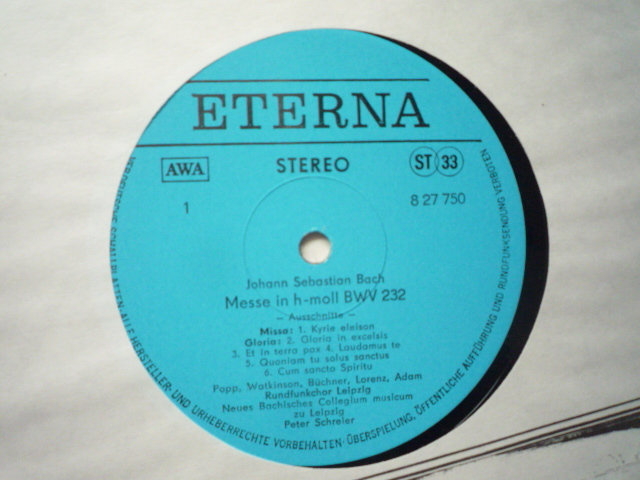 ETERNA
AWA
STEREO
ST 33
1
8 27 750
Johann Sebastian Bach
Messe in h-moll BWV 232
- Ausschnitte -
Missa: 1. Kyrie eleison
Gloria: 2. Gloria in excelsis
3. Et in terra pax 4. Laudamus te
5. Quoniam tu solus sanctus
6. Cum sancto Spiritu
Popp, Watkinson, Büchner, Lorenz, Adam
Rundfunkchor Leipzig
Neues Bachisches Collegium musicum
zu Leipzig
Peter Schreier
SCHALLPLATTEN · ALLE HERSTELLER- UND URHEBERRECHTE VORBEHALTEN · ÜBERSPIELUNG, ÖFFENTLICHE AUFFÜHRUNG UND RUNDFUNKSENDUNG VERBOTEN